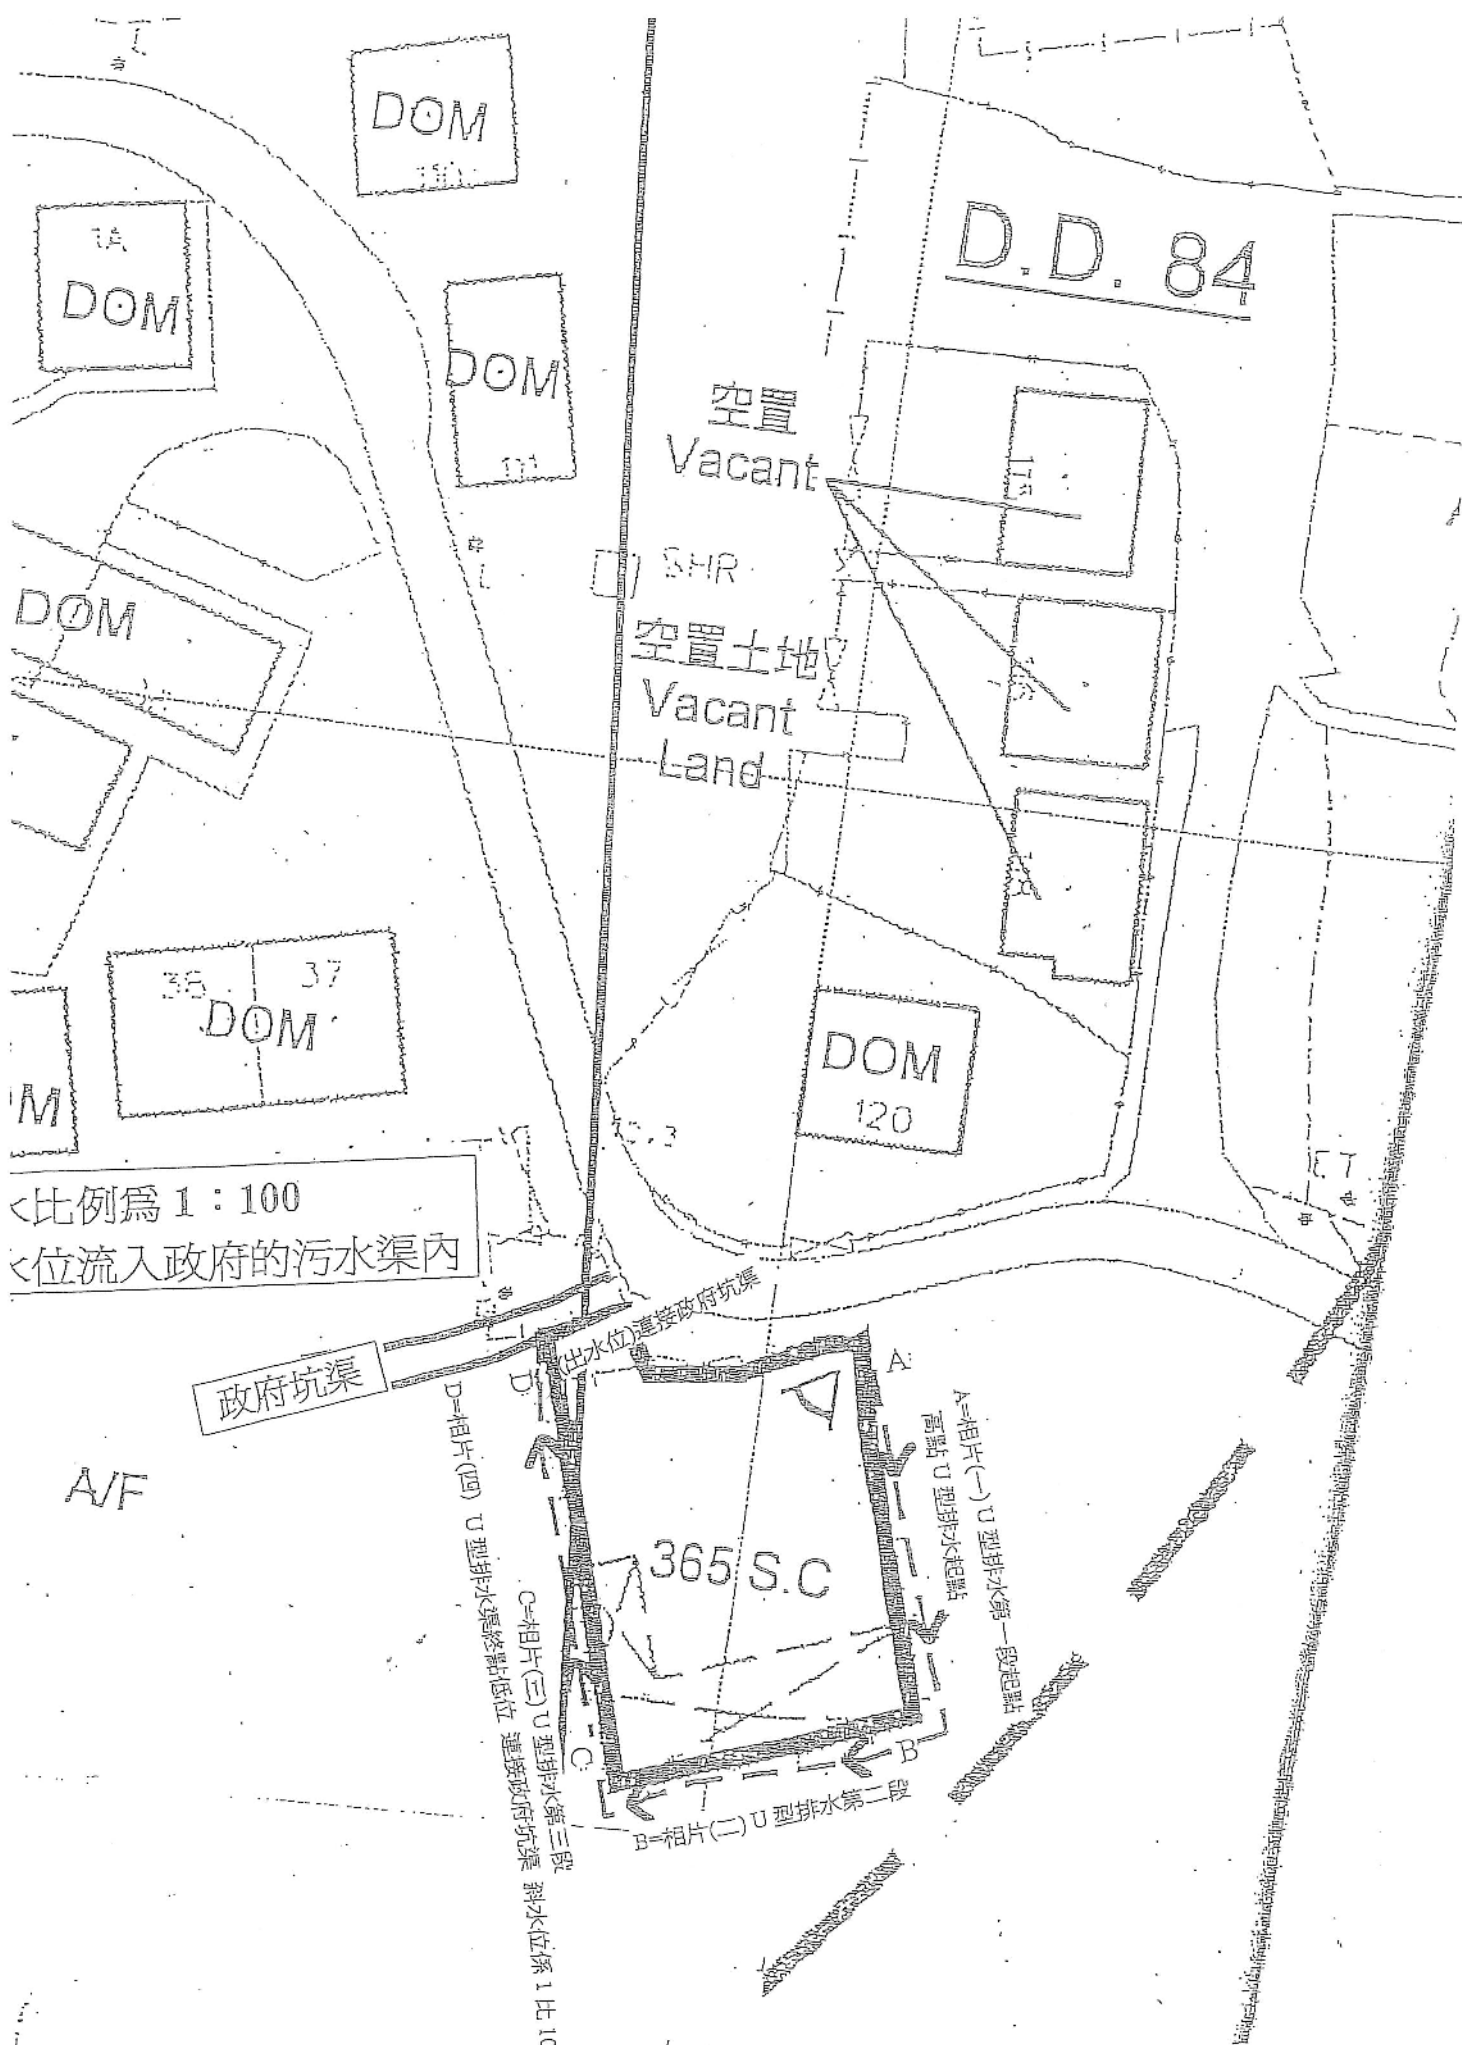 DOM
1A
DOM
D.D. 84
DOM
空置
Vacant
SHR
DOM
空置土地
Vacant
Land
37
DOM
DOM
120
E.T
比例爲 1：100
位流入政府的污水渠內
(出水位)連接政府坑渠
政府坑渠
A
D
A/F
A=相片(一) U 型排水第一段起點
高點 U 型排水起點
365 S.C
D=相片(四) U 型排水渠終點低位 連接政府坑渠 斜水位係 1 比 10
C=相片(三) U 型排水第三段
C
B
B=相片(二) U 型排水第二段